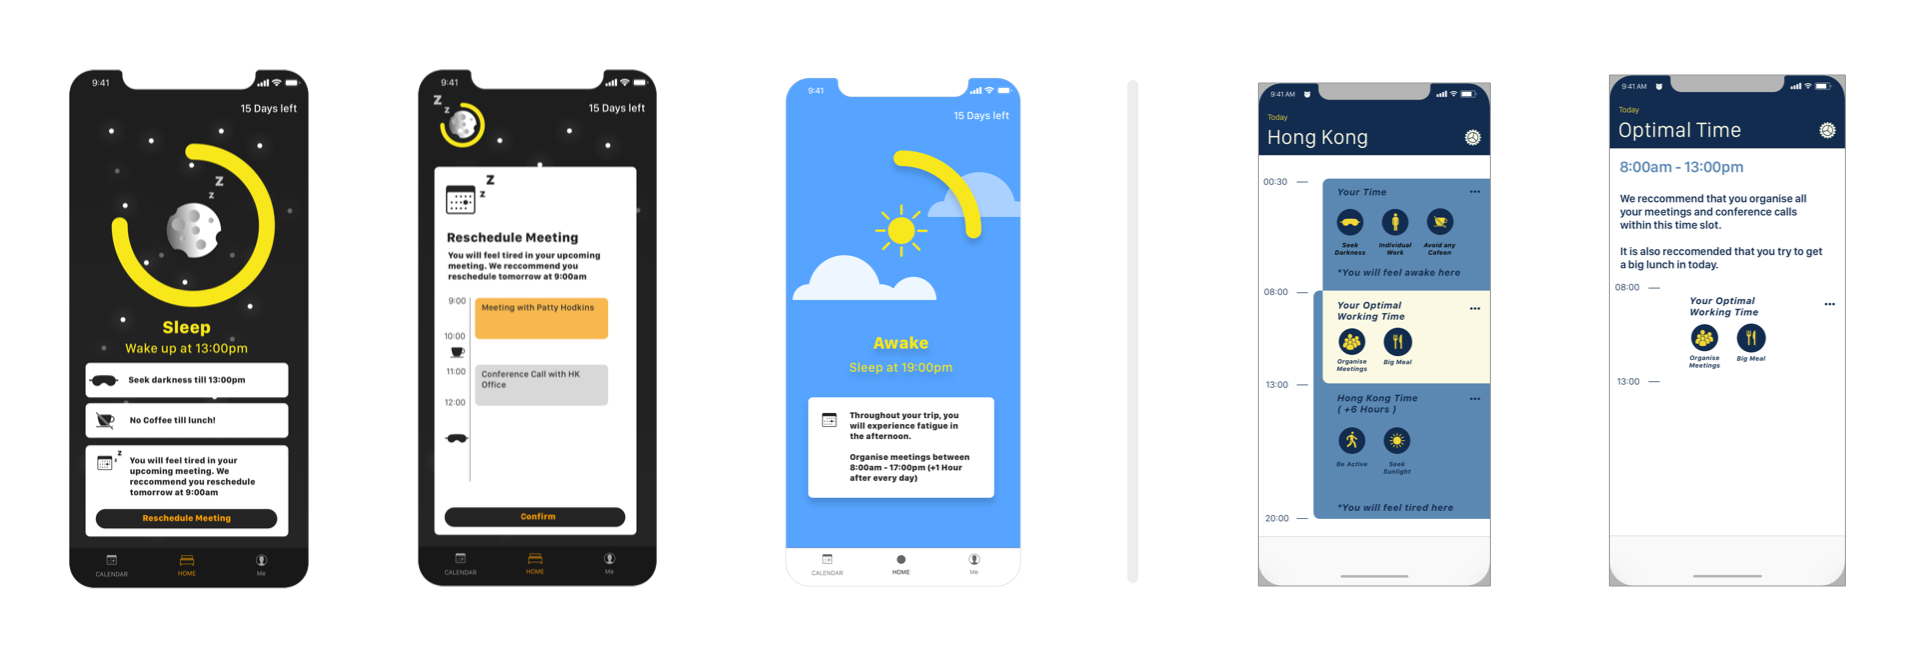 9:41
15 Days left
Z
Z
Sleep
Wake up at 13:00pm
Seek darkness till 13:00pm
No Coffee till lunch!
Z
z
You will feel tired in your
upcoming meeting. We
reccommend you reschedule
tomorrow at 9:00am
Reschedule Meeting
CALENDAR
HOME
Me
9:41
Z
Z
15 Days left
Z
Z
Reschedule Meeting
You will feel tired in your upcoming
meeting. We reccommend you
reschedule tomorrow at 9:00am
9:00
Meeting with Patty Hodkins
10:00
11:00
Conference Call with HK
Office
12:00
Confirm
CALENDAR
HOME
Me
9:41
15 Days left
Awake
Sleep at 19:00pm
Throughout your trip, you
will experience fatigue in
the afternoon.
Organise meetings between
8:00am - 17:00pm (+1 Hour
after every day)
CALENDAR
HOME
Me
9:41 AM
Today
Hong Kong
00:30
Your Time
Seek
Darkness
Individual
Work
Avoid any
Cafeen
*You will feel awake here
08:00
Your Optimal
Working Time
Organise
Meetings
Big Meal
13:00
Hong Kong Time
( +6 Hours )
Be Active
Seek
Sunlight
*You will feel tired here
20:00
9:41 AM
Today
Optimal Time
8:00am - 13:00pm
We reccommend that you organise all
your meetings and conference calls
within this time slot.
It is also reccomended that you try to get
a big lunch in today.
08:00
Your Optimal
Working Time
Organise
Meetings
Big Meal
13:00